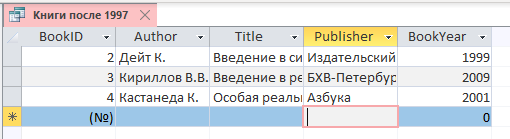 Книги после 1997
BookID Author Title Publisher BookYear
2 Дейт К. Введение в си Издательский 1999
3 Кириллов В.В. Введение в ре БХВ-Петербур 2009
4 Кастанеда К. Особая реаль Азбука 2001
* (№) 0